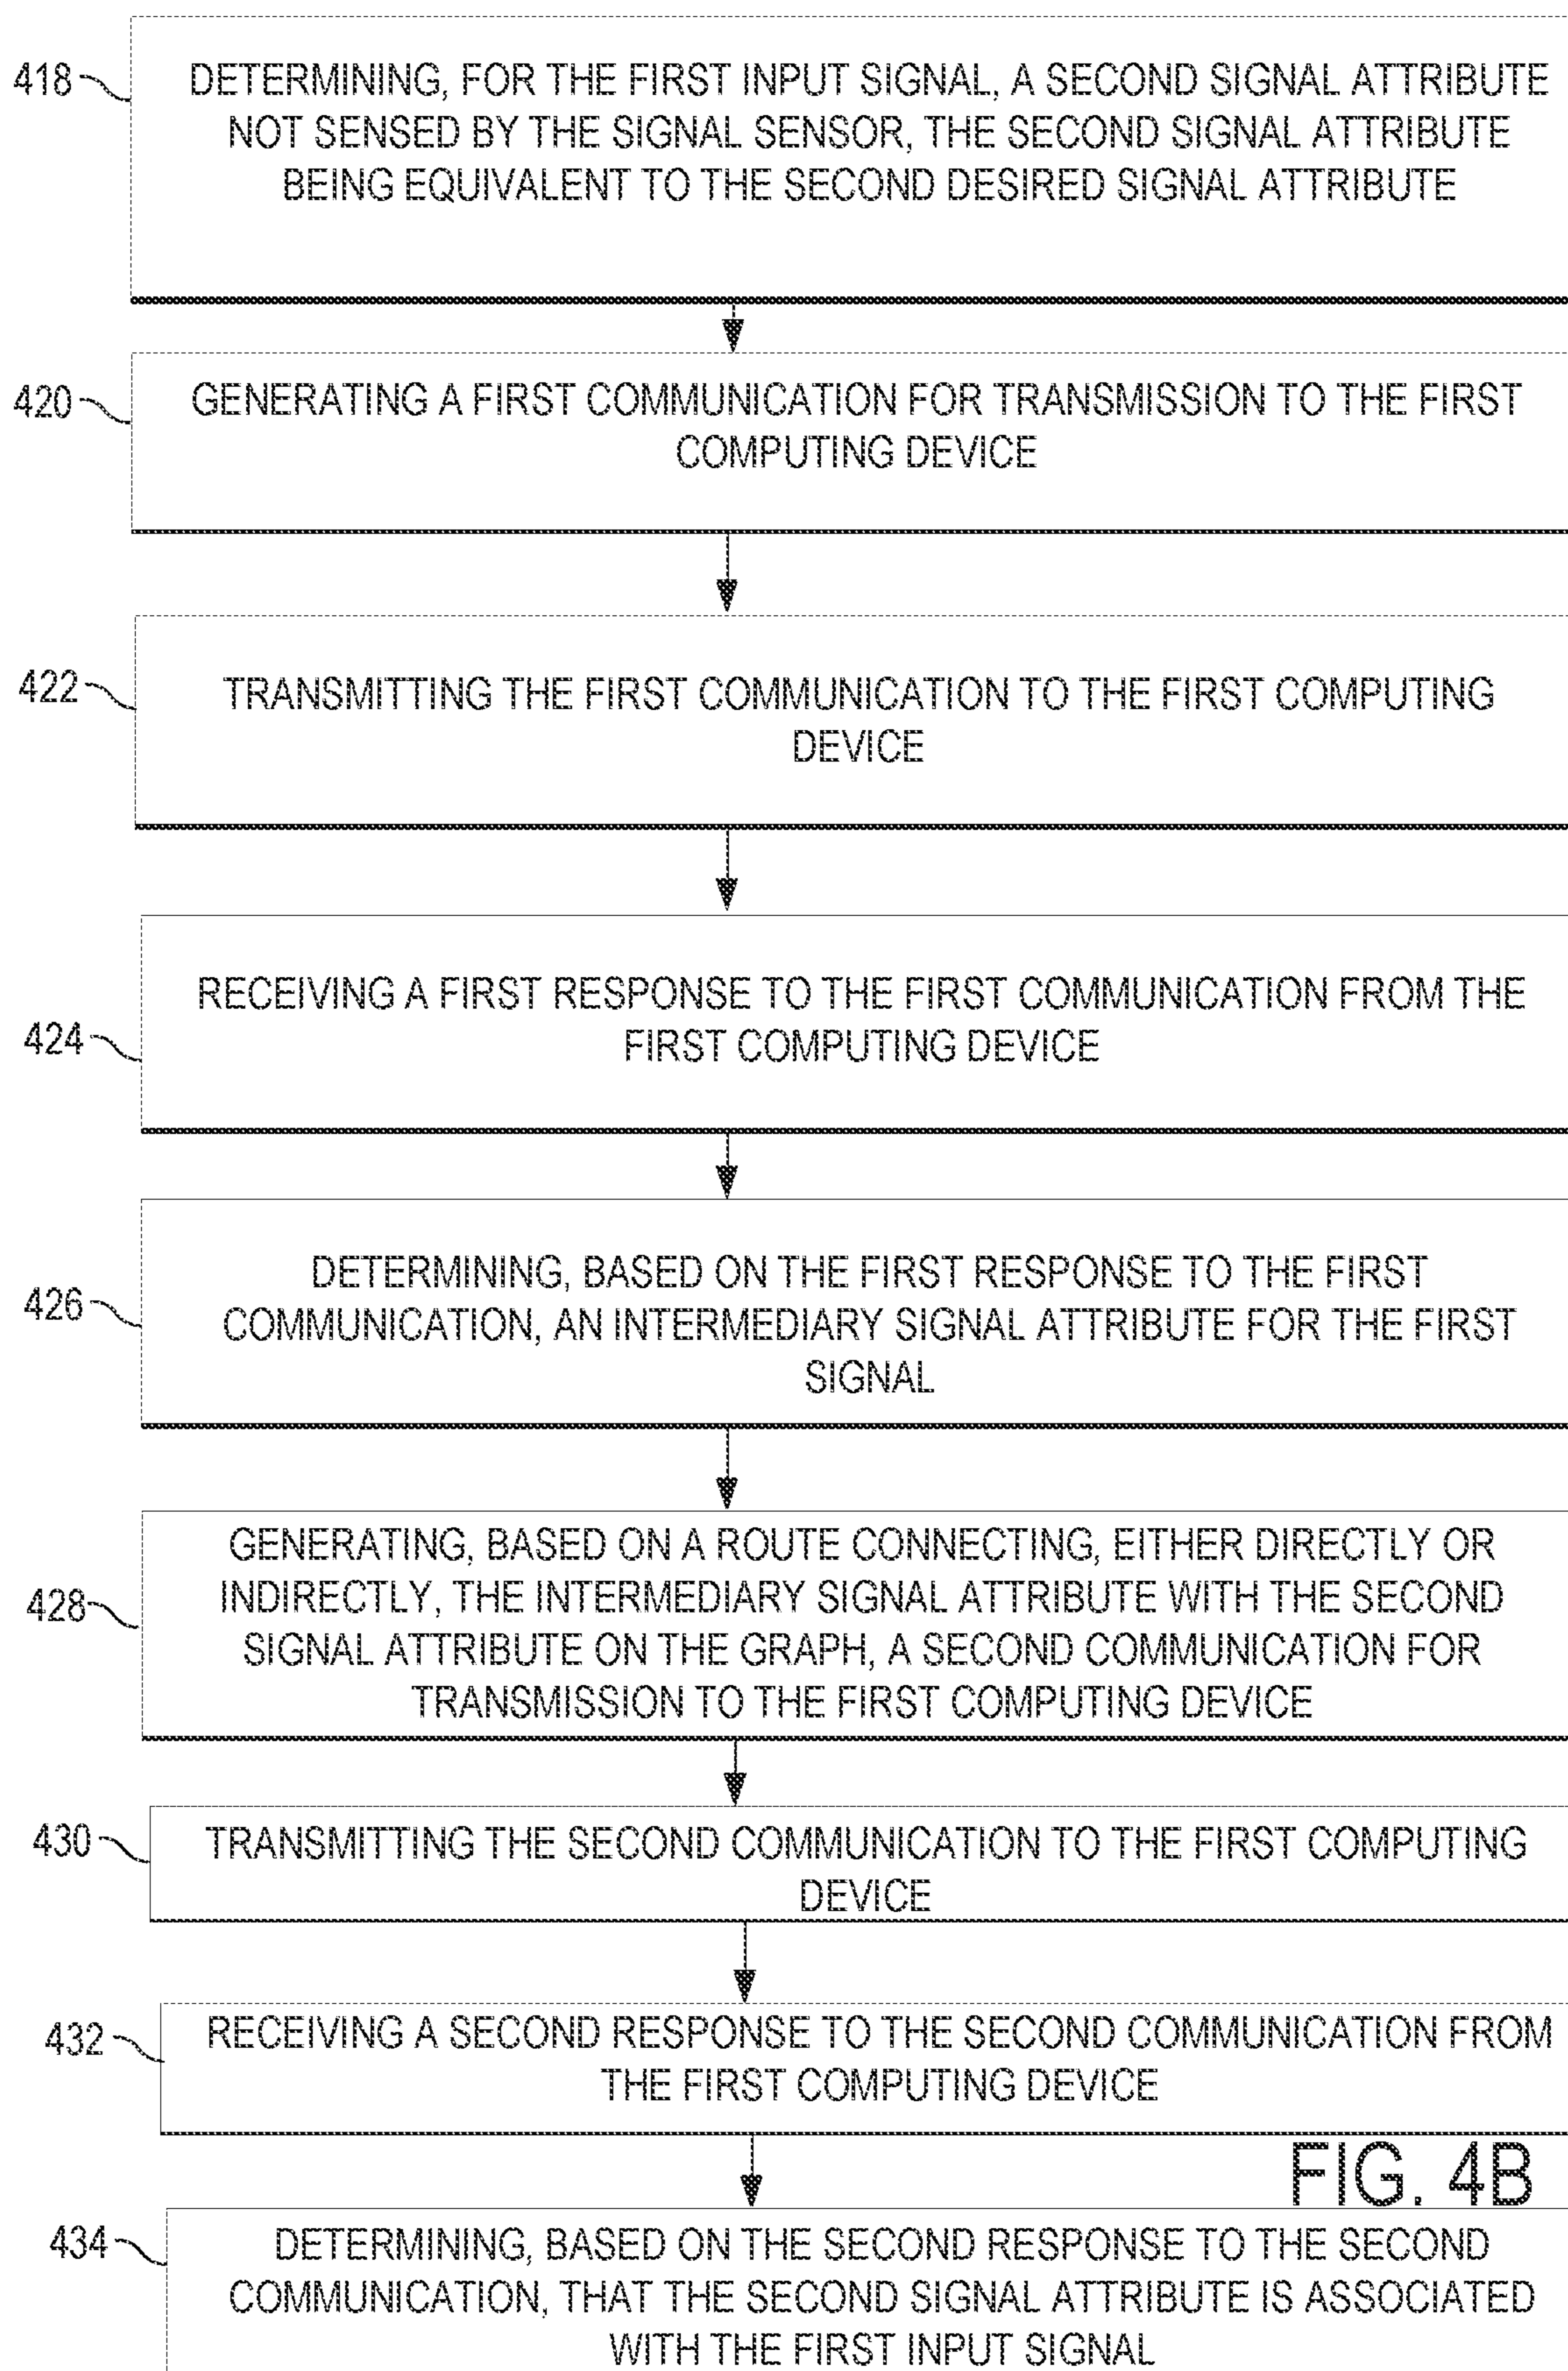 418
DETERMINING, FOR THE FIRST INPUT SIGNAL, A SECOND SIGNAL ATTRIBUTE
NOT SENSED BY THE SIGNAL SENSOR, THE SECOND SIGNAL ATTRIBUTE
BEING EQUIVALENT TO THE SECOND DESIRED SIGNAL ATTRIBUTE
420
GENERATING A FIRST COMMUNICATION FOR TRANSMISSION TO THE FIRST
COMPUTING DEVICE
422
TRANSMITTING THE FIRST COMMUNICATION TO THE FIRST COMPUTING
DEVICE
424
RECEIVING A FIRST RESPONSE TO THE FIRST COMMUNICATION FROM THE
FIRST COMPUTING DEVICE
426
DETERMINING, BASED ON THE FIRST RESPONSE TO THE FIRST
COMMUNICATION, AN INTERMEDIARY SIGNAL ATTRIBUTE FOR THE FIRST
SIGNAL
428
GENERATING, BASED ON A ROUTE CONNECTING, EITHER DIRECTLY OR
INDIRECTLY, THE INTERMEDIARY SIGNAL ATTRIBUTE WITH THE SECOND
SIGNAL ATTRIBUTE ON THE GRAPH, A SECOND COMMUNICATION FOR
TRANSMISSION TO THE FIRST COMPUTING DEVICE
430
TRANSMITTING THE SECOND COMMUNICATION TO THE FIRST COMPUTING
DEVICE
432
RECEIVING A SECOND RESPONSE TO THE SECOND COMMUNICATION FROM
THE FIRST COMPUTING DEVICE
FIG. 4B
434
DETERMINING, BASED ON THE SECOND RESPONSE TO THE SECOND
COMMUNICATION, THAT THE SECOND SIGNAL ATTRIBUTE IS ASSOCIATED
WITH THE FIRST INPUT SIGNAL